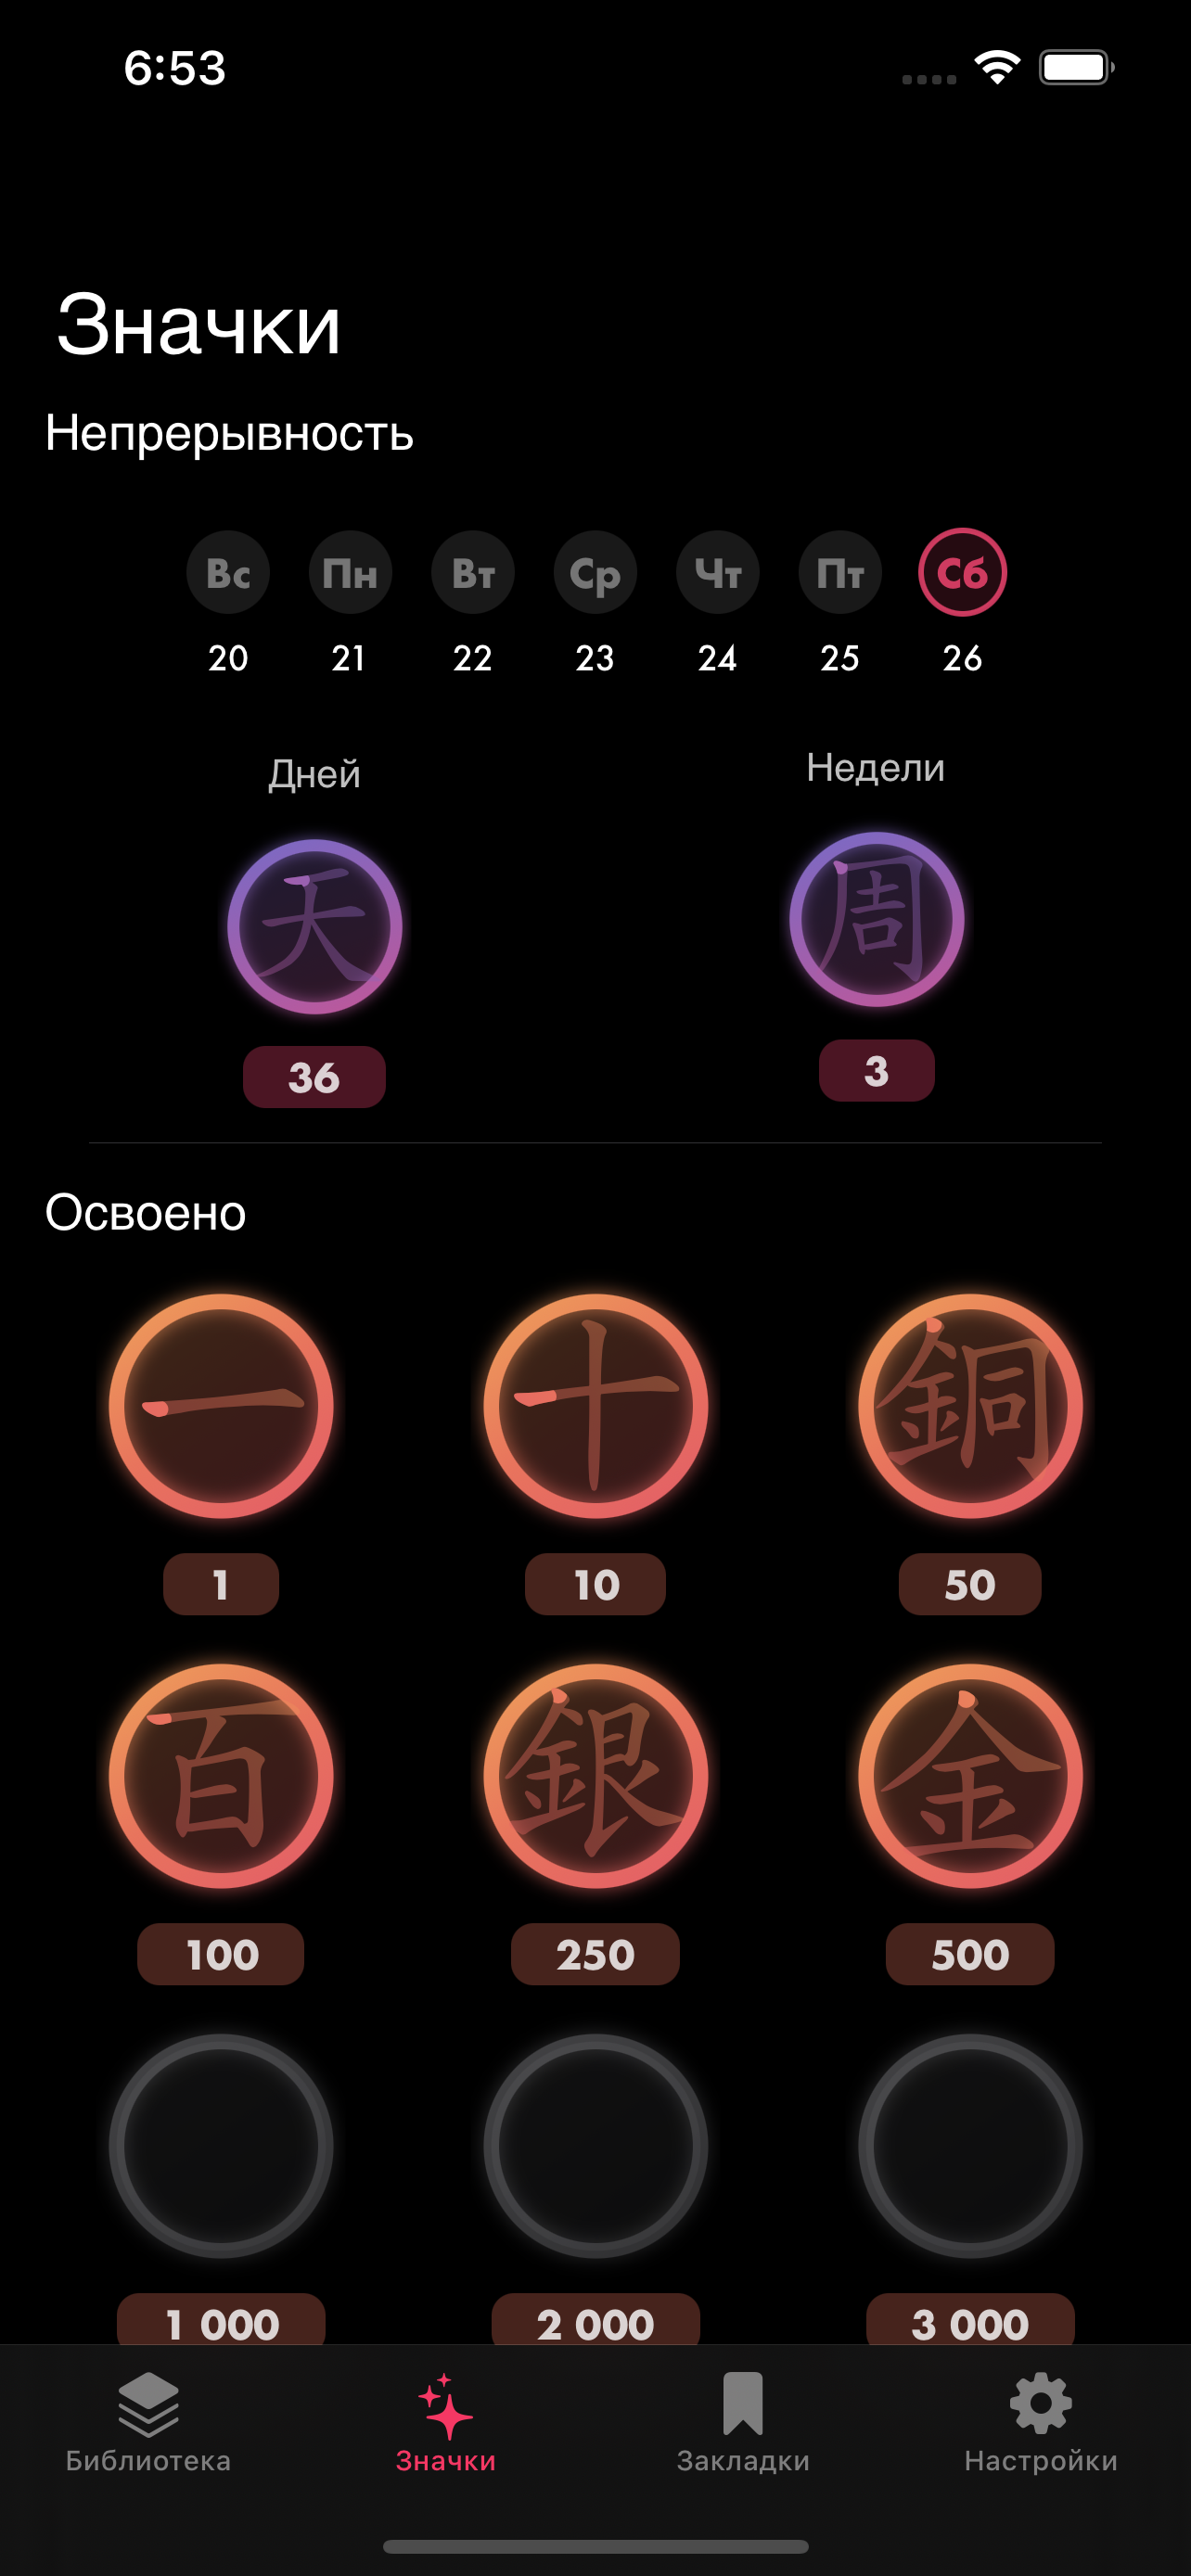 6:53
Значки
Непрерывность
Вс Пн Вт Ср Чт Пт Сб
20 21 22 23 24 25 26
Дней Недели
天 周
36 3
Освоено
一 十 銅
1 10 50
百 銀 金
100 250 500
1 000 2 000 3 000
Библиотека Значки Закладки Настройки